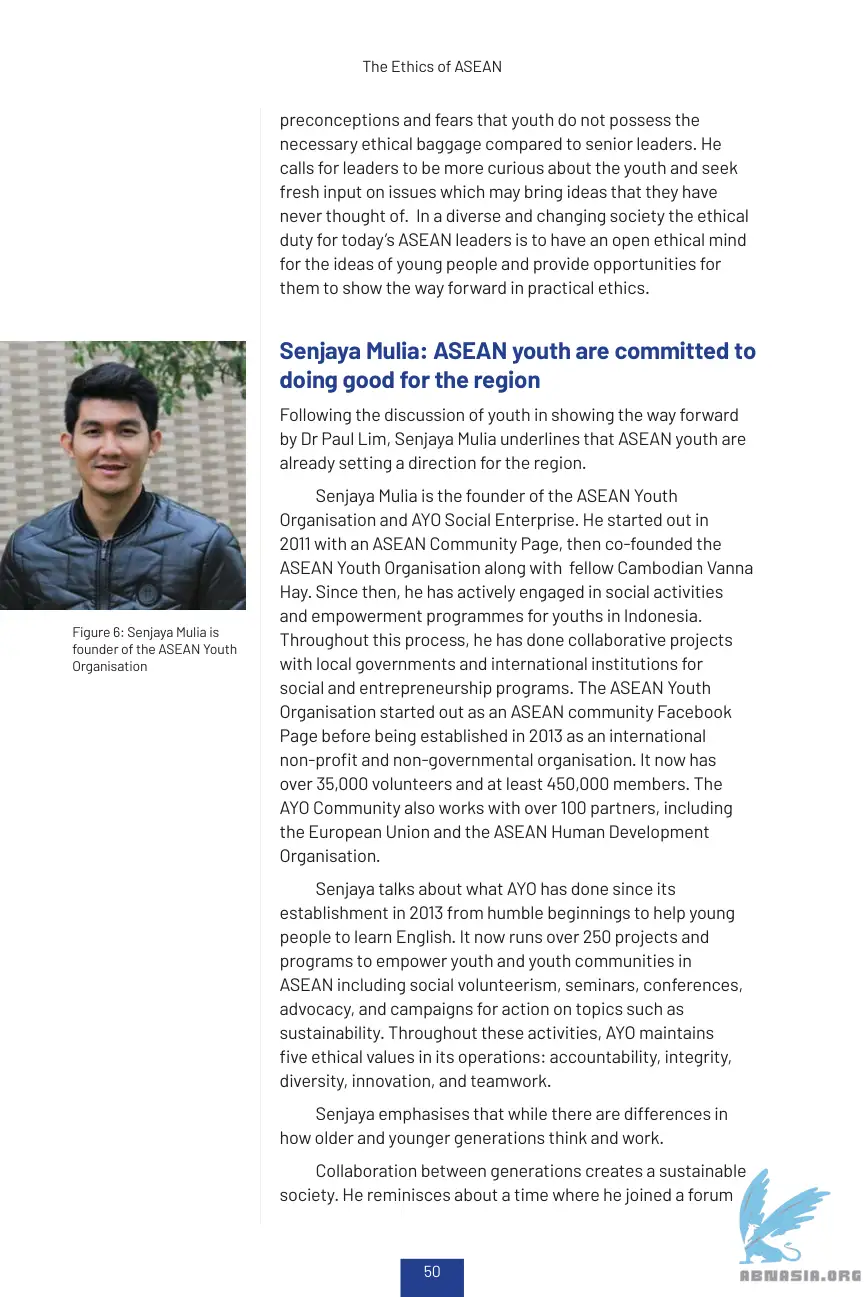 The Ethics of ASEAN
preconceptions and fears that youth do not possess the
necessary ethical baggage compared to senior leaders. He
calls for leaders to be more curious about the youth and seek
fresh input on issues which may bring ideas that they have
never thought of.  In a diverse and changing society the ethical
duty for today's ASEAN leaders is to have an open ethical mind
for the ideas of young people and provide opportunities for
them to show the way forward in practical ethics.
Senjaya Mulia: ASEAN youth are committed to
doing good for the region
Following the discussion of youth in showing the way forward
by Dr Paul Lim, Senjaya Mulia underlines that ASEAN youth are
already setting a direction for the region.
Senjaya Mulia is the founder of the ASEAN Youth
Organisation and AYO Social Enterprise. He started out in
2011 with an ASEAN Community Page, then co-founded the
ASEAN Youth Organisation along with  fellow Cambodian Vanna
Hay. Since then, he has actively engaged in social activities
and empowerment programmes for youths in Indonesia.
Throughout this process, he has done collaborative projects
with local governments and international institutions for
social and entrepreneurship programs. The ASEAN Youth
Organisation started out as an ASEAN community Facebook
Page before being established in 2013 as an international
non-profit and non-governmental organisation. It now has
over 35,000 volunteers and at least 450,000 members. The
AYO Community also works with over 100 partners, including
the European Union and the ASEAN Human Development
Organisation.
Senjaya talks about what AYO has done since its
establishment in 2013 from humble beginnings to help young
people to learn English. It now runs over 250 projects and
programs to empower youth and youth communities in
ASEAN including social volunteerism, seminars, conferences,
advocacy, and campaigns for action on topics such as
sustainability. Throughout these activities, AYO maintains
five ethical values in its operations: accountability, integrity,
diversity, innovation, and teamwork.
Senjaya emphasises that while there are differences in
how older and younger generations think and work.
Collaboration between generations creates a sustainable
society. He reminisces about a time where he joined a forum
Figure 6: Senjaya Mulia is
founder of the ASEAN Youth
Organisation
50
ABNASIA.ORG